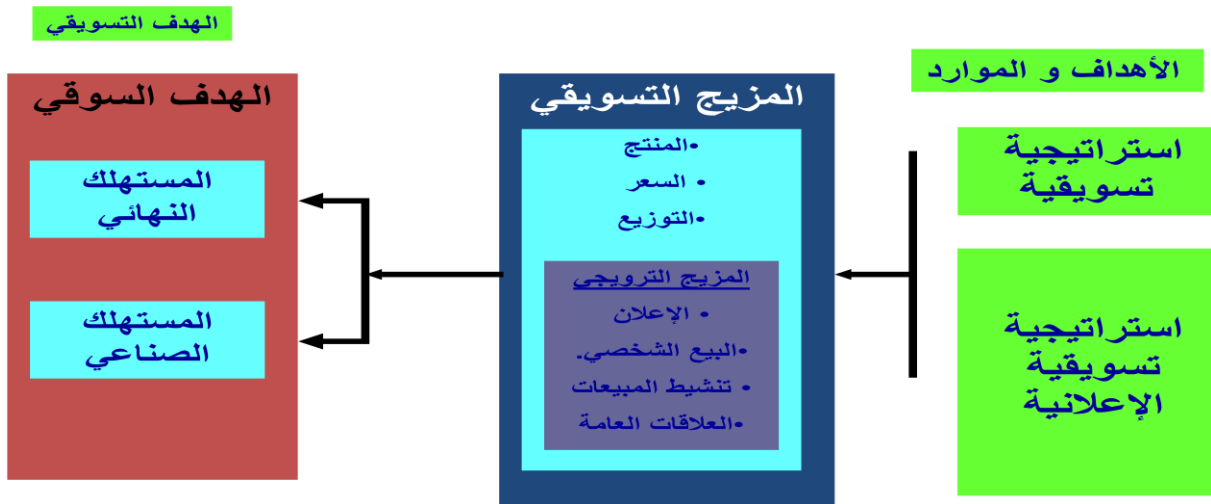 الأهداف و الموارد
استراتيجية
تسويقية
استراتيجية
تسويقية
الإعلانية
المزيج التسويقي
•المنتج
• السعر
•التوزيع
المزيج الترويجي
• الإعلان
•البيع الشخصي.
• تنشيط المبيعات
•العلاقات العامة
الهدف التسويقي
الهدف السوقي
المستهلك
النهائي
المستهلك
الصناعي